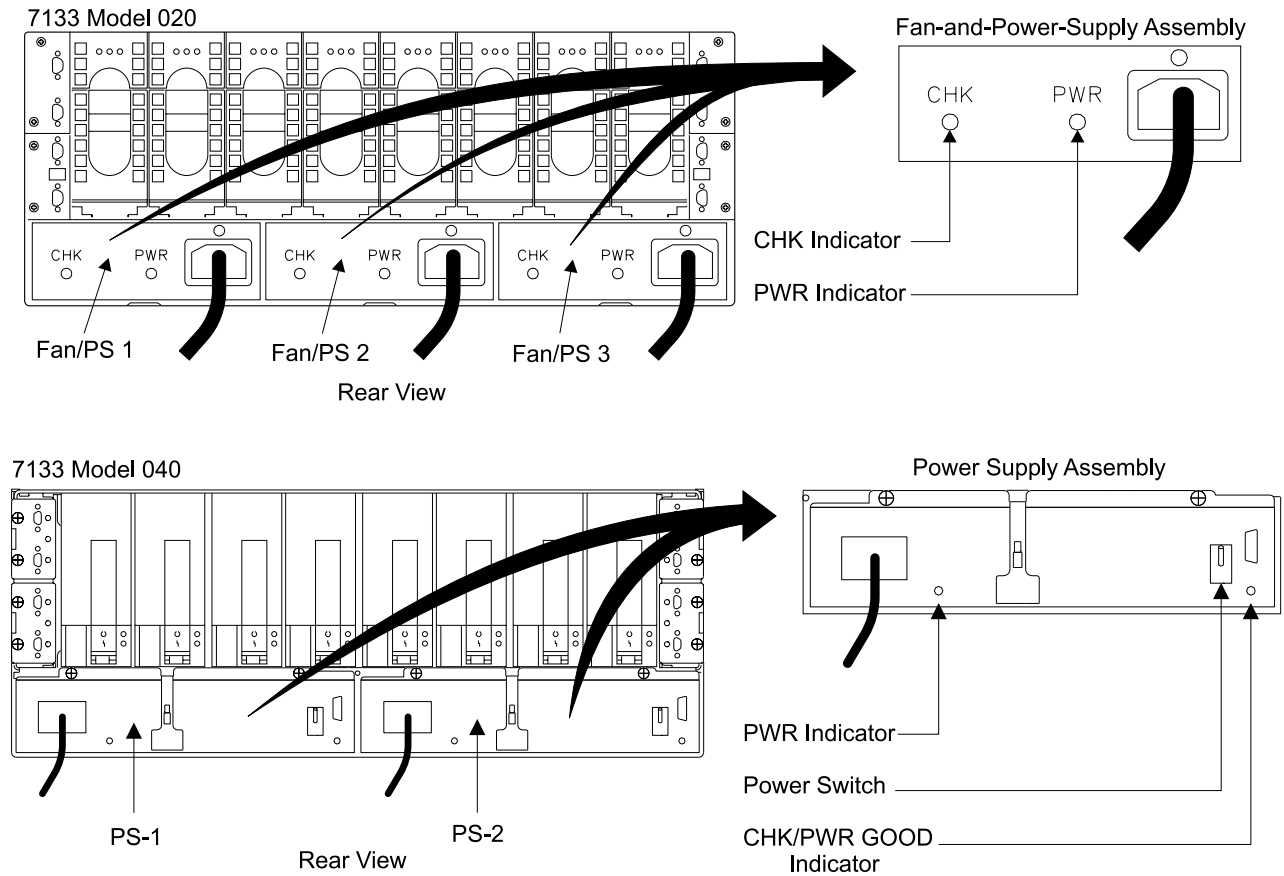 7133 Model 020
Fan-and-Power-Supply Assembly
CHK PWR
CHK Indicator
PWR Indicator
CHK PWR CHK PWR CHK PWR
Fan/PS 1 Fan/PS 2 Fan/PS 3
Rear View
7133 Model 040
Power Supply Assembly
PWR Indicator
Power Switch
CHK/PWR GOOD
Indicator
PS-1 PS-2
Rear View